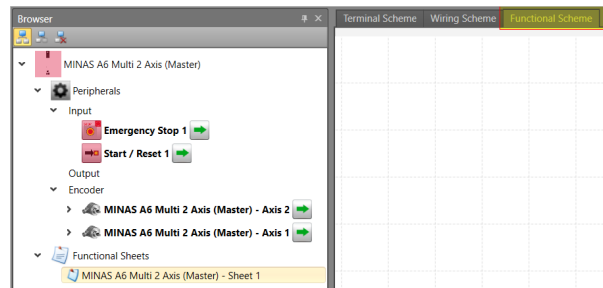 Browser
Terminal Scheme Wiring Scheme Functional Scheme
MINAS A6 Multi 2 Axis (Master)
Peripherals
Input
Emergency Stop 1
Start / Reset 1
Output
Encoder
MINAS A6 Multi 2 Axis (Master) - Axis 2
MINAS A6 Multi 2 Axis (Master) - Axis 1
Functional Sheets
MINAS A6 Multi 2 Axis (Master) - Sheet 1